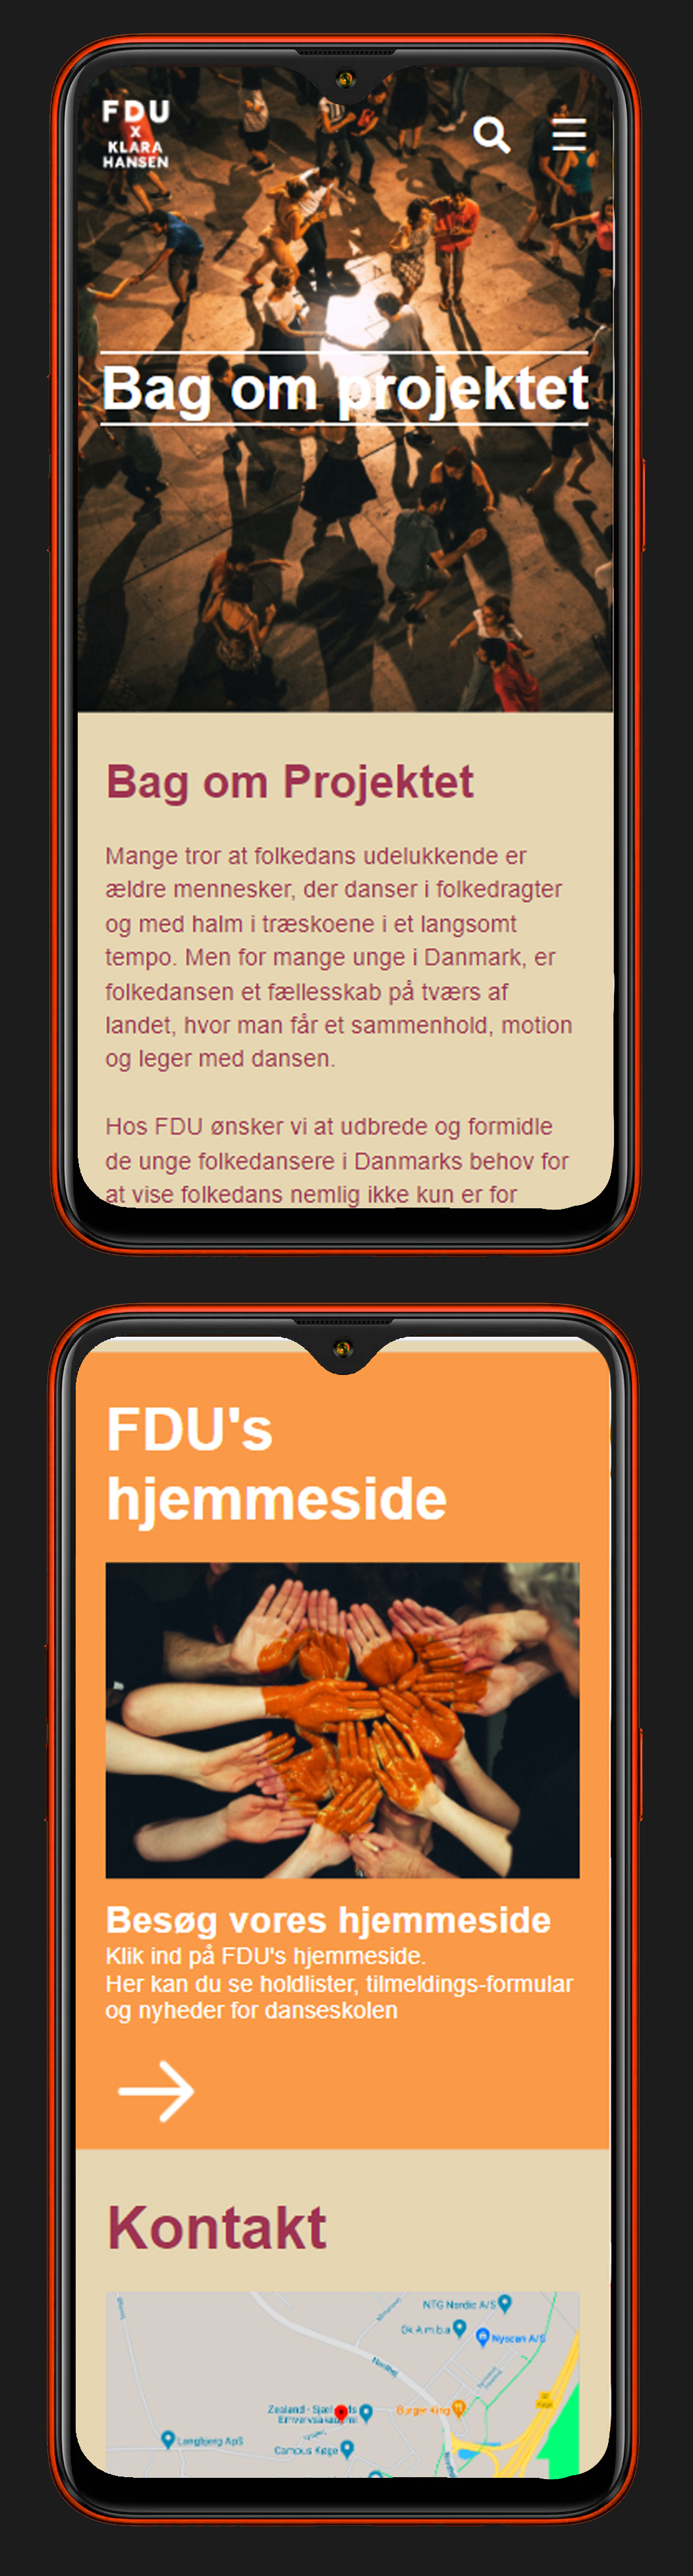 FDU
X
KLARA
HANSEN
Bag om projektet
Bag om Projektet
Mange tror at folkedans udelukkende er
ældre mennesker, der danser i folkedragter
og med halm i træskoene i et langsomt
tempo. Men for mange unge i Danmark, er
folkedansen et fællesskab på tværs af
landet, hvor man får et sammenhold, motion
og leger med dansen.
Hos FDU ønsker vi at udbrede og formidle
de unge folkedansere i Danmarks behov for
at vise folkedans nemlig ikke kun er for
FDU's
hjemmeside
Besøg vores hjemmeside
Klik ind på FDU's hjemmeside.
Her kan du se holdlister, tilmeldings-formular
og nyheder for danseskolen
Kontakt
NTG Nordic A/S
Gk A.m.b.a
Nyscan A/S
Zealand - Sjæl
Burger King
Langbjerg ApS
Campus Køge